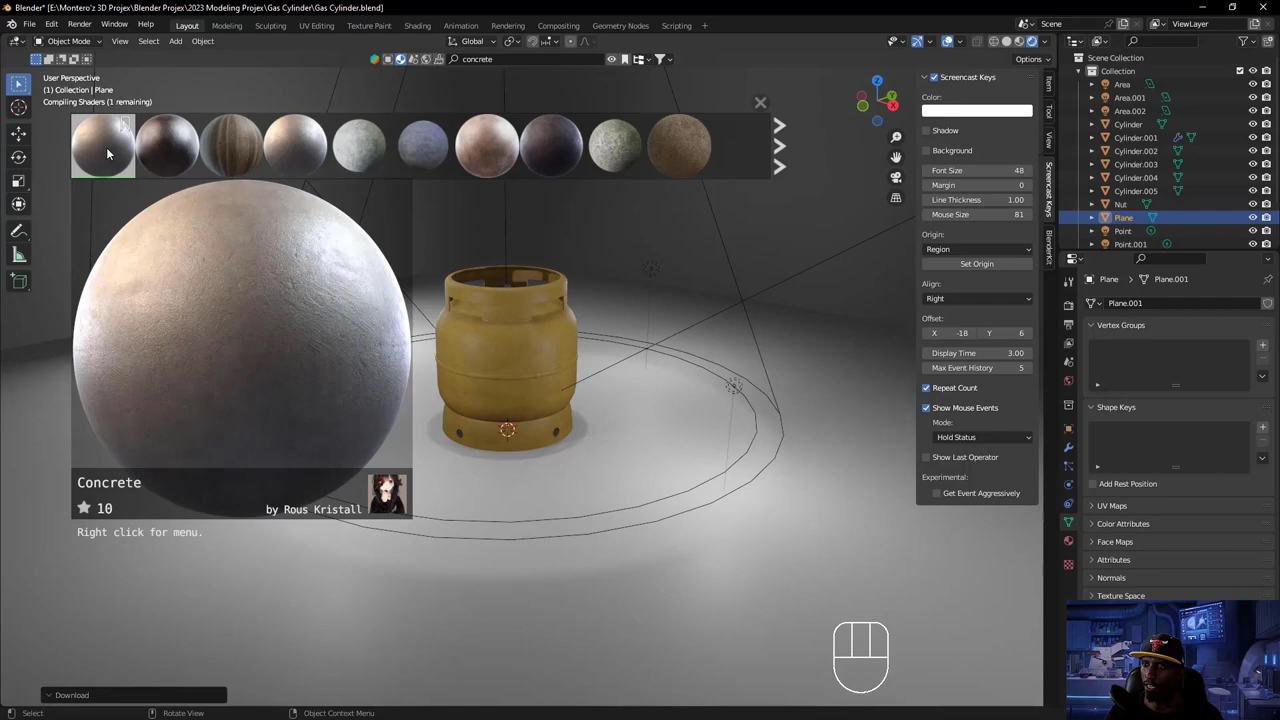 Blender* [D:\Montero'z 3D Projex\Blender Projex\2023 Modeling Projex\Gas Cylinder\Gas Cylinder.blend]
File Edit Render Window Help Layout Modeling Sculpting UV Editing Texture Paint Shading Animation Rendering Compositing Geometry Nodes Scripting + Scene ViewLayer
Object Mode View Select Add Object Global
concrete Options
User Perspective
(1) Collection | Plane
Compiling Shaders (1 remaining)
Concrete
10 by Rous Kristall
Right click for menu.
Download
Z
Y
X
Screencast Keys
Color:
Shadow
Background
Font Size 48
Margin 0
Line Thickness 1.00
Mouse Size 81
Origin:
Region
Set Origin
Align:
Right
Offset:
X -18 Y 6
Display Time 3.00
Max Event History 5
Repeat Count
Show Mouse Events
Mode:
Hold Status
Show Last Operator
Experimental:
Get Event Aggressively
Item
Tool
View
Screencast Keys
BlenderKit
Scene Collection
Collection
Area
Area.001
Area.002
Cylinder
Cylinder.001
Cylinder.002
Cylinder.003
Cylinder.004
Cylinder.005
Nut
Plane
Point
Point.001
Plane > Plane.001
Plane.001
Vertex Groups
Shape Keys
Add Rest Position
UV Maps
Color Attributes
Face Maps
Attributes
Normals
Texture Space
Select Rotate View Object Context Menu